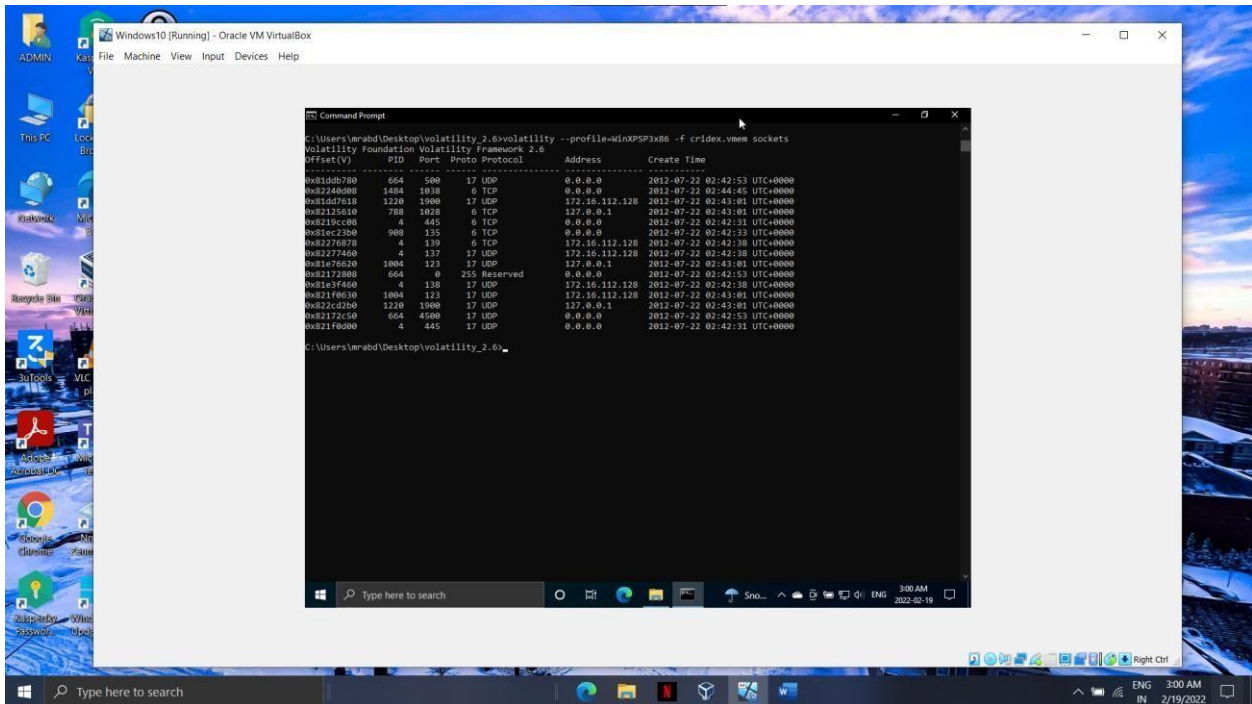 Windows10 [Running] - Oracle VM VirtualBox
File Machine View Input Devices Help
ADMIN
This PC
Network
Recycle Bin
3uTools
VLC
Adobe
Acrobat DC
Google
Chrome
Kaspersky
Command Prompt
C:\Users\mrabd\Desktop\volatility_2.6>volatility --profile=WinXPSP3x86 -f cridex.vmem sockets
Volatility Foundation Volatility Framework 2.6
Offset(V) PID Port Proto Protocol Address Create Time
---------- -------- ------ ------ --------------- --------------- -----------
0x81ddb780 664 500 17 UDP 0.0.0.0 2012-07-22 02:42:53 UTC+0000
0x82240d08 1484 1038 6 TCP 0.0.0.0 2012-07-22 02:44:45 UTC+0000
0x81dd7618 1220 1900 17 UDP 172.16.112.128 2012-07-22 02:43:01 UTC+0000
0x82125610 788 1028 6 TCP 127.0.0.1 2012-07-22 02:43:01 UTC+0000
0x8219cc08 4 445 6 TCP 0.0.0.0 2012-07-22 02:42:31 UTC+0000
0x81ec23b0 908 135 6 TCP 0.0.0.0 2012-07-22 02:42:33 UTC+0000
0x82276878 4 139 6 TCP 172.16.112.128 2012-07-22 02:42:38 UTC+0000
0x82277460 4 137 17 UDP 172.16.112.128 2012-07-22 02:42:38 UTC+0000
0x81e76620 1004 123 17 UDP 127.0.0.1 2012-07-22 02:43:01 UTC+0000
0x82172808 664 0 255 Reserved 0.0.0.0 2012-07-22 02:42:53 UTC+0000
0x81e3f460 4 138 17 UDP 172.16.112.128 2012-07-22 02:42:38 UTC+0000
0x821f0630 1004 123 17 UDP 172.16.112.128 2012-07-22 02:43:01 UTC+0000
0x822cd2b0 1220 1900 17 UDP 127.0.0.1 2012-07-22 02:43:01 UTC+0000
0x82172c50 664 4500 17 UDP 0.0.0.0 2012-07-22 02:42:53 UTC+0000
0x821f0d00 4 445 17 UDP 0.0.0.0 2012-07-22 02:42:31 UTC+0000
C:\Users\mrabd\Desktop\volatility_2.6>
Type here to search
Sno...
ENG
3:00 AM
2022-02-19
Right Ctrl
Type here to search
ENG
IN
3:00 AM
2/19/2022